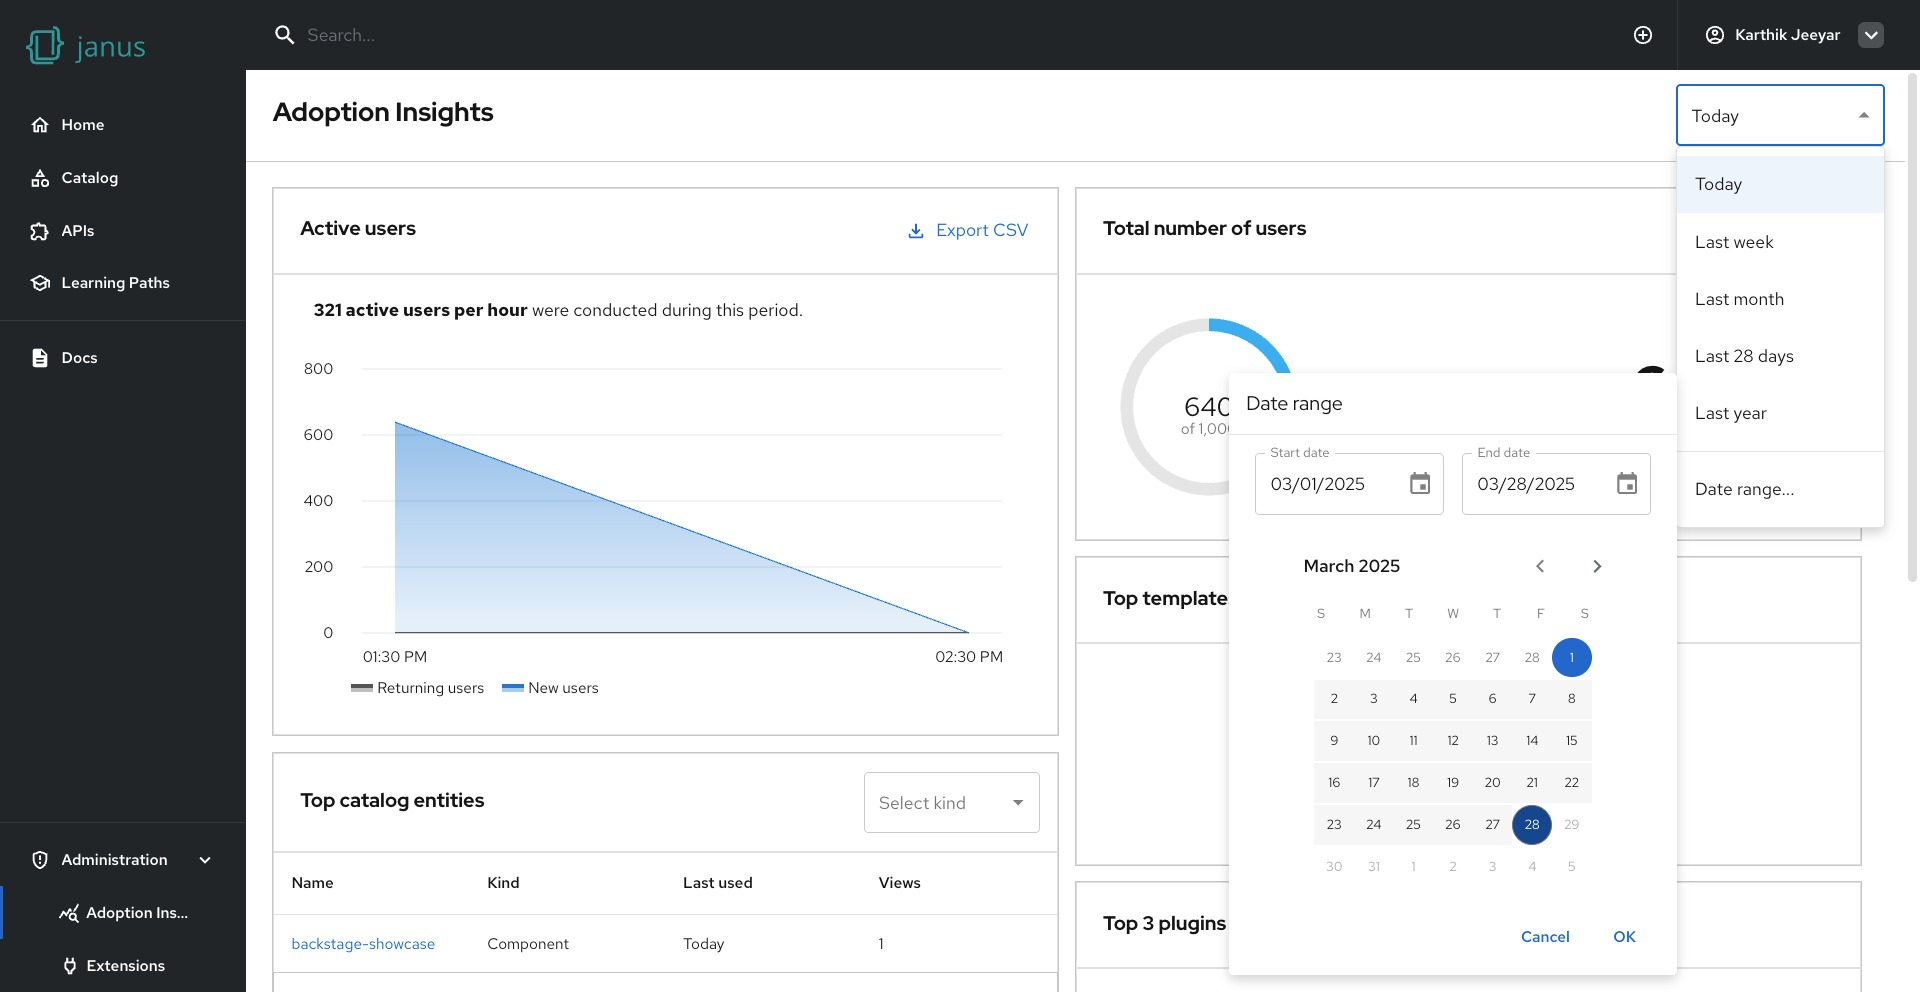 janus
Search...
Karthik Jeeyar
Home
Catalog
APIs
Learning Paths
Docs
Administration
Adoption Ins...
Extensions
Adoption Insights
Today
Today
Last week
Last month
Last 28 days
Last year
Date range...
Active users
Export CSV
321 active users per hour were conducted during this period.
800
600
400
200
0
01:30 PM 02:30 PM
Returning users New users
Total number of users
640
of 1,00
Date range
Start date End date
03/01/2025 03/28/2025
March 2025
S M T W T F S
23 24 25 26 27 28 1
2 3 4 5 6 7 8
9 10 11 12 13 14 15
16 17 18 19 20 21 22
23 24 25 26 27 28 29
30 31 1 2 3 4 5
Cancel OK
Top template
Top 3 plugins
Top catalog entities
Select kind
Name Kind Last used Views
backstage-showcase Component Today 1